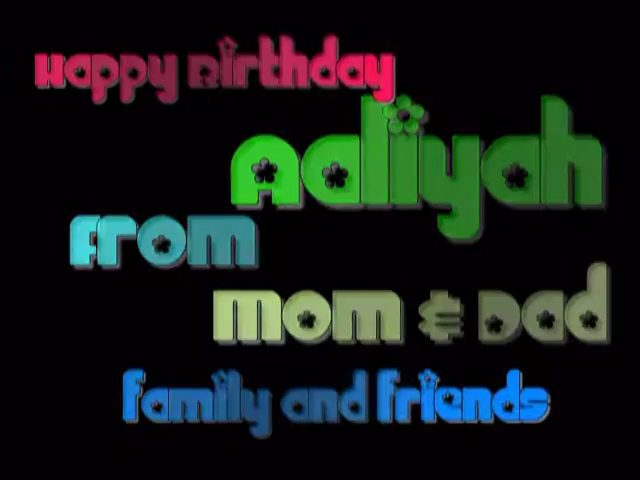 Happy Birthday
Aaliyah
From
Mom & Dad
Family and Friends